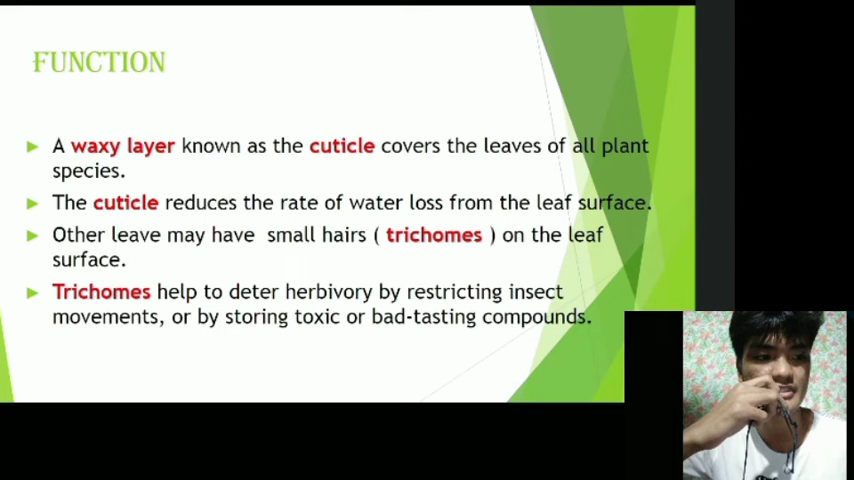 FUNCTION
A waxy layer known as the cuticle covers the leaves of all plant
species.
The cuticle reduces the rate of water loss from the leaf surface.
Other leave may have small hairs ( trichomes ) on the leaf
surface.
Trichomes help to deter herbivory by restricting insect
movements, or by storing toxic or bad-tasting compounds.